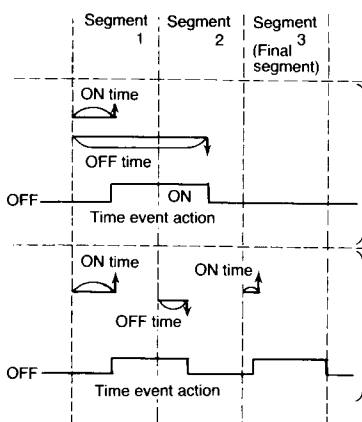 Segment 1
Segment 2
Segment 3
(Final segment)
ON time
OFF time
OFF
ON
Time event action
ON time
ON time
OFF time
OFF
Time event action